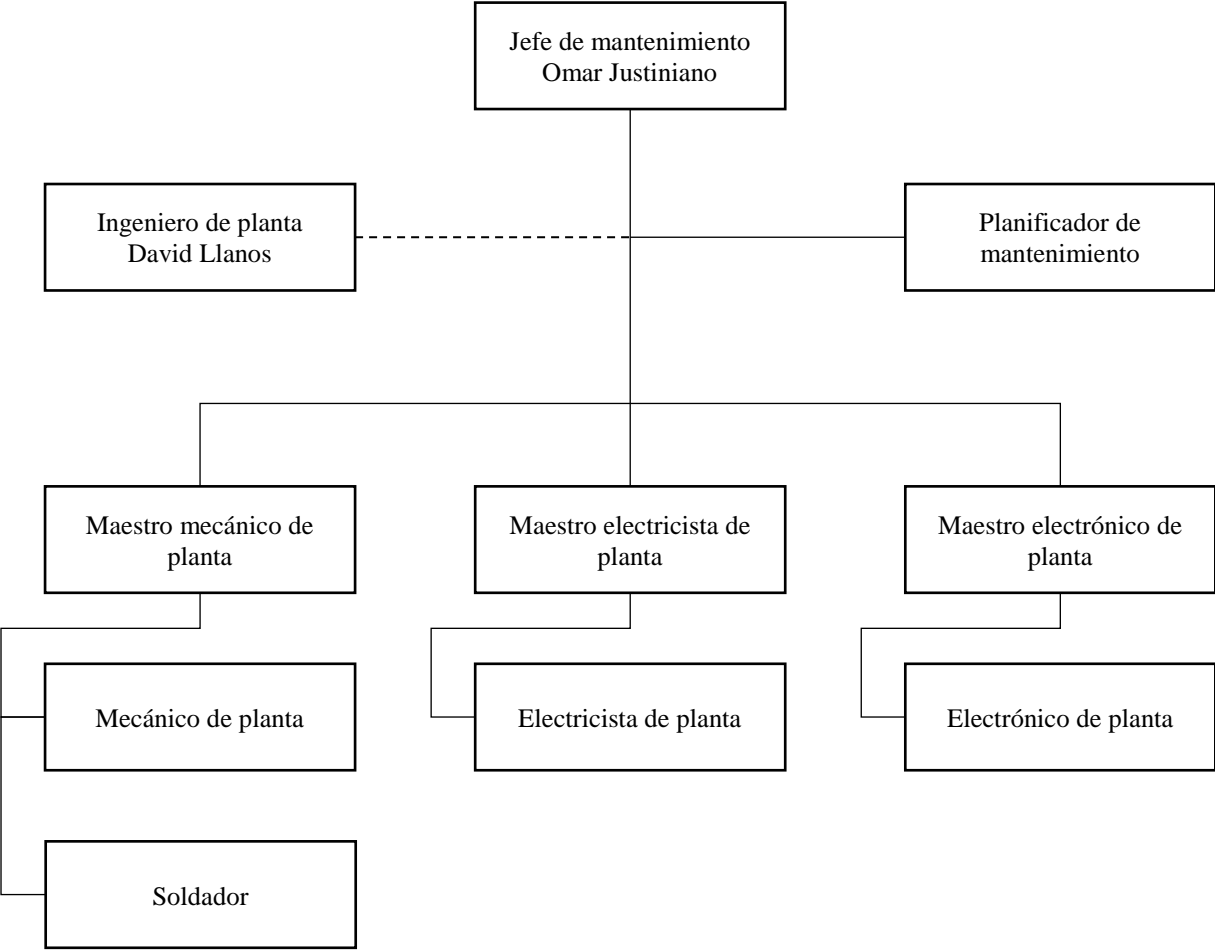 Jefe de mantenimiento
Omar Justiniano
Ingeniero de planta
David Llanos
Planificador de
mantenimiento
Maestro mecánico de
planta
Maestro electricista de
planta
Maestro electrónico de
planta
Mecánico de planta
Electricista de planta
Electrónico de planta
Soldador